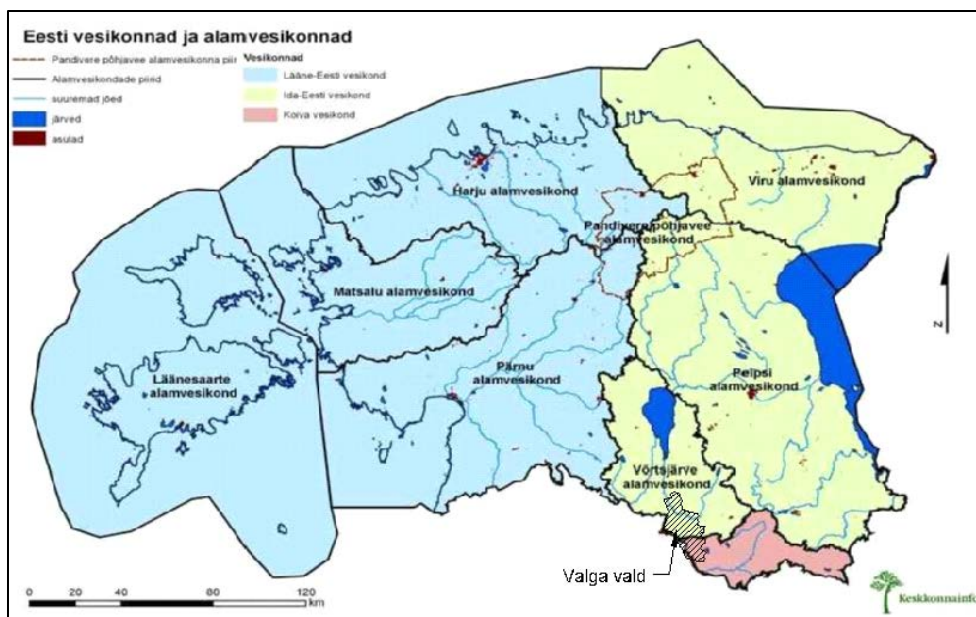 Eesti vesikonnad ja alamvesikonnad
Pandivere põhjavee alamvesikonna piir
Alamvesikondade piirid
suuremad jõed
järved
asulad
Vesikonnad
Lääne-Eesti vesikond
Ida-Eesti vesikond
Koiva vesikond
Harju alamvesikond
Viru alamvesikond
Pandivere põhjavee
alamvesikond
Matsalu alamvesikond
Läänesaarte
alamvesikond
Pärnu
alamvesikond
Peipsi
alamvesikond
Võrtsjärve
alamvesikond
Valga vald
N
0 20 40 80 120
km
Keskkonnainfo